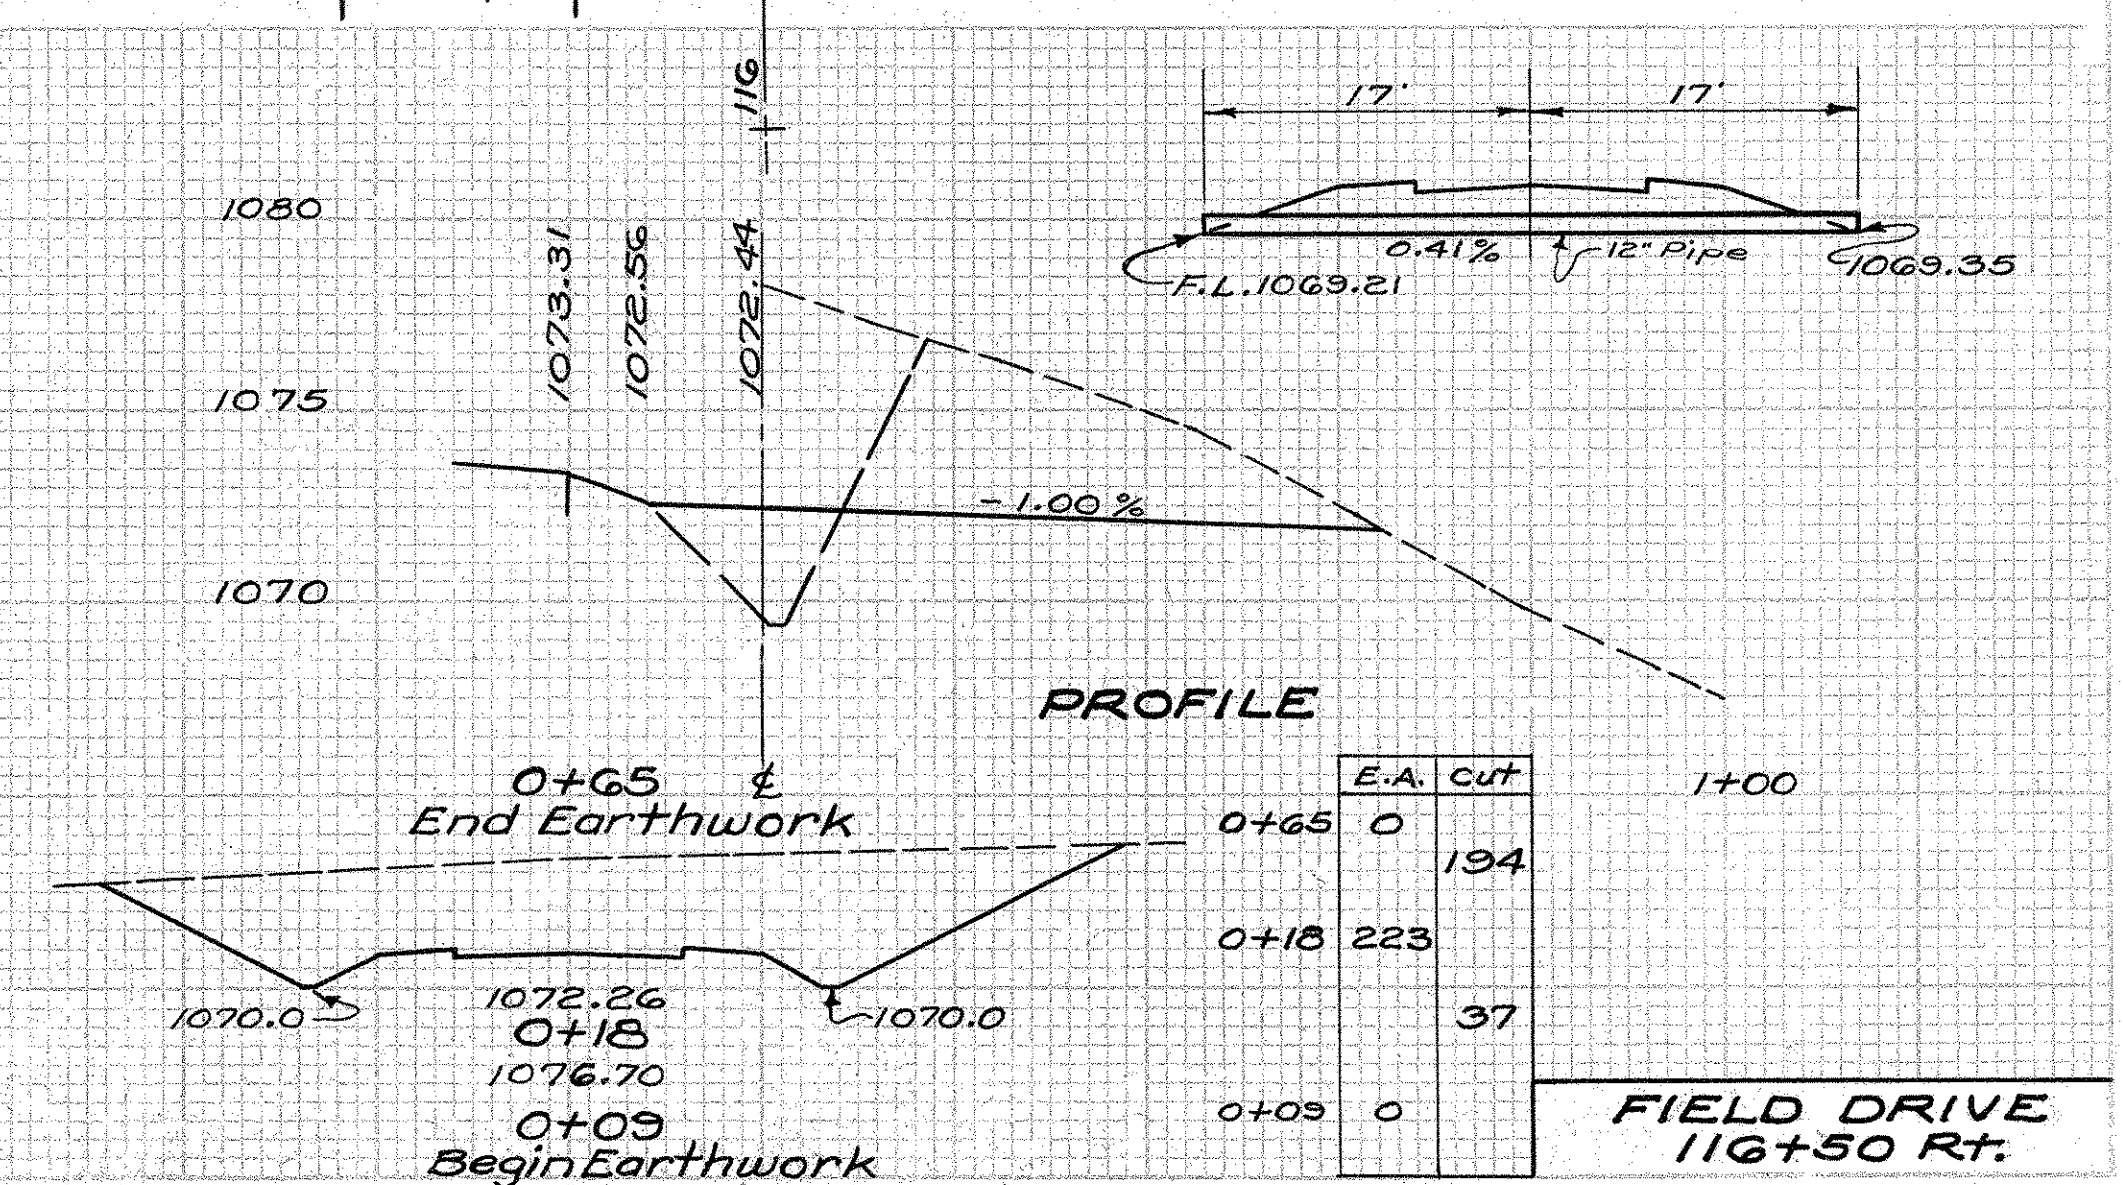 116
17'
17'
1080
1073.31
1072.56
1072.44
0.41%
12" Pipe
F.L. 1069.21
1069.35
1075
- 1.00 %
1070
PROFILE
0+65
℄
End Earthwork
E.A. Cut
1+00
0+65 0
194
0+18 223
1070.0
1072.26
1070.0
0+18
37
1076.70
0+09
0+09 0
Begin Earthwork
FIELD DRIVE
116+50 Rt.